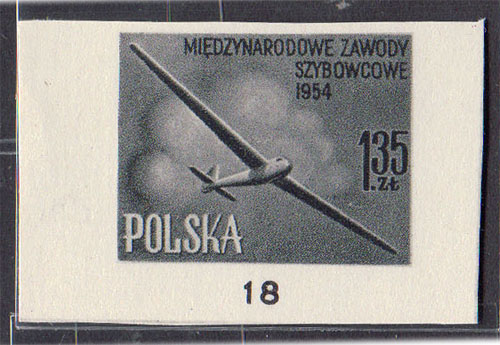 MIĘDZYNARODOWE ZAWODY
SZYBOWCOWE
1954
1.35
ZŁ
POLSKA
18